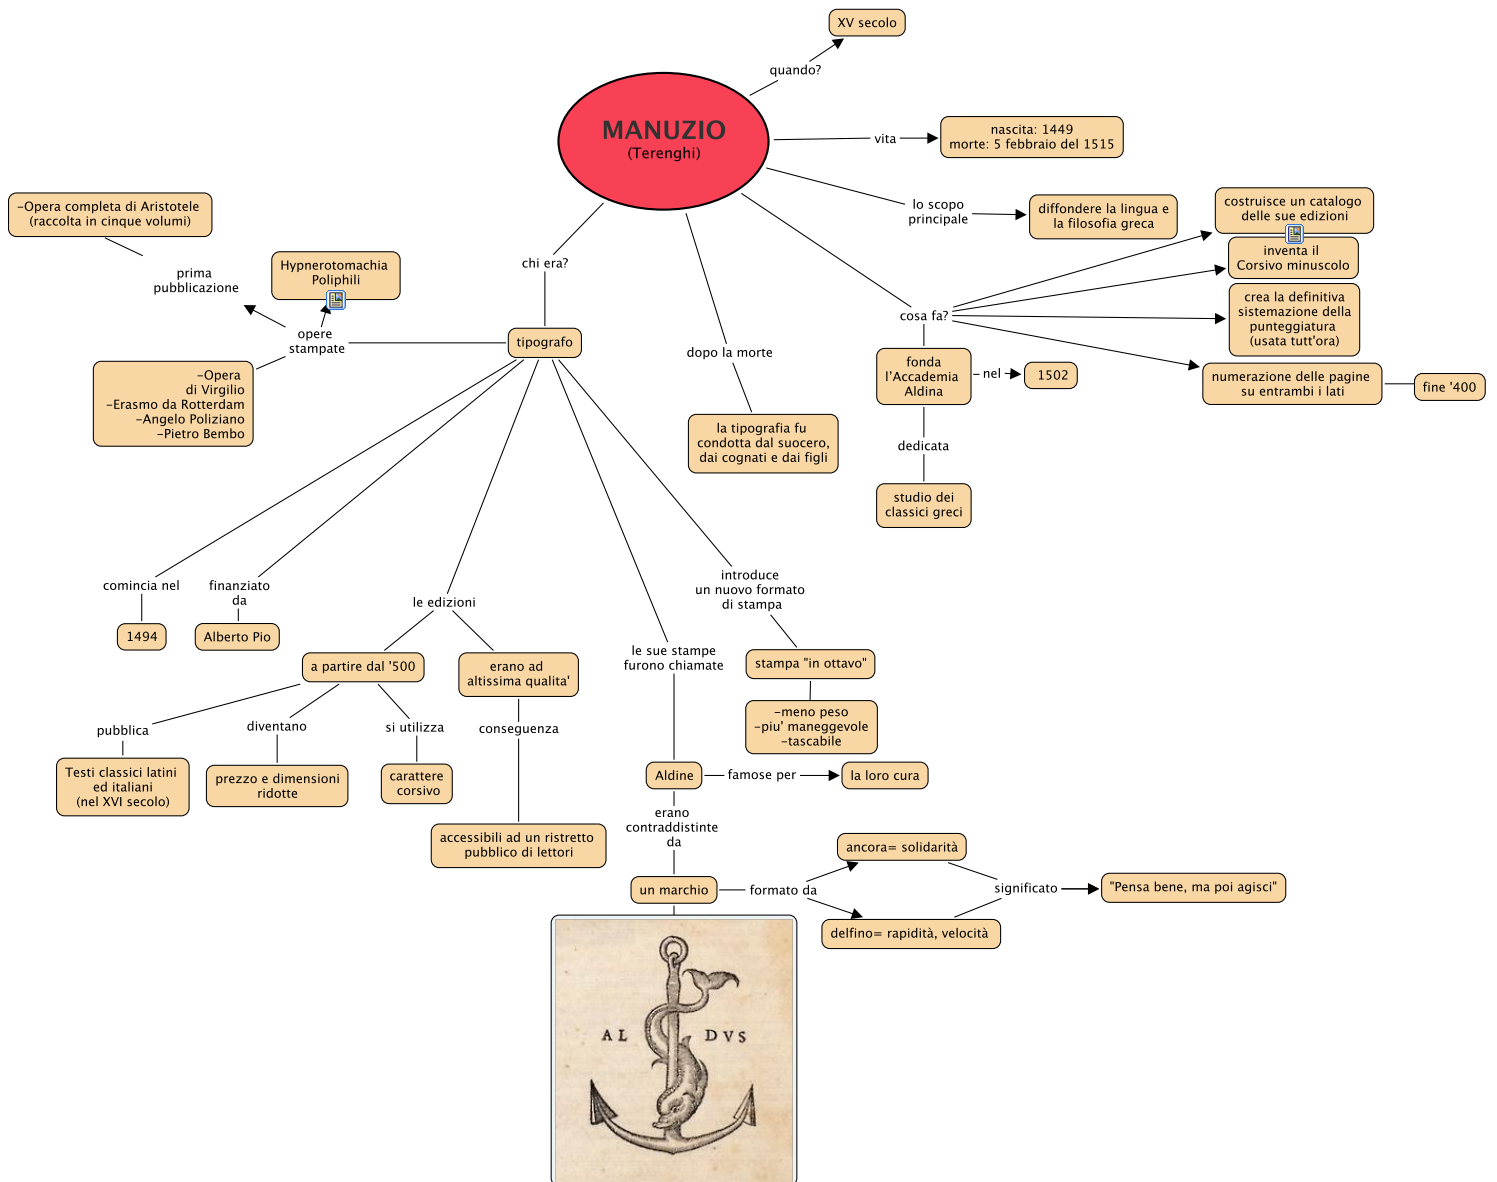 XV secolo
quando?
MANUZIO
(Terenghi)
vita
nascita: 1449
morte: 5 febbraio del 1515
lo scopo
principale
diffondere la lingua e
la filosofia greca
costruisce un catalogo
delle sue edizioni
inventa il
Corsivo minuscolo
crea la definitiva
sistemazione della
punteggiatura
(usata tutt'ora)
numerazione delle pagine
su entrambi i lati
fine '400
cosa fa?
fonda
l'Accademia
Aldina
nel
1502
dedicata
studio dei
classici greci
dopo la morte
la tipografia fu
condotta dal suocero,
dai cognati e dai figli
chi era?
tipografo
opere
stampate
prima
pubblicazione
-Opera completa di Aristotele
(raccolta in cinque volumi)
Hypnerotomachia
Poliphili
-Opera
di Virgilio
-Erasmo da Rotterdam
-Angelo Poliziano
-Pietro Bembo
comincia nel
1494
finanziato
da
Alberto Pio
le edizioni
a partire dal '500
pubblica
Testi classici latini
ed italiani
(nel XVI secolo)
diventano
prezzo e dimensioni
ridotte
si utilizza
carattere
corsivo
erano ad
altissima qualita'
conseguenza
accessibili ad un ristretto
pubblico di lettori
le sue stampe
furono chiamate
Aldine
famose per
la loro cura
erano
contraddistinte
da
un marchio
formato da
ancora= solidarità
delfino= rapidità, velocità
significato
"Pensa bene, ma poi agisci"
introduce
un nuovo formato
di stampa
stampa "in ottavo"
-meno peso
-piu' maneggevole
-tascabile
AL DVS